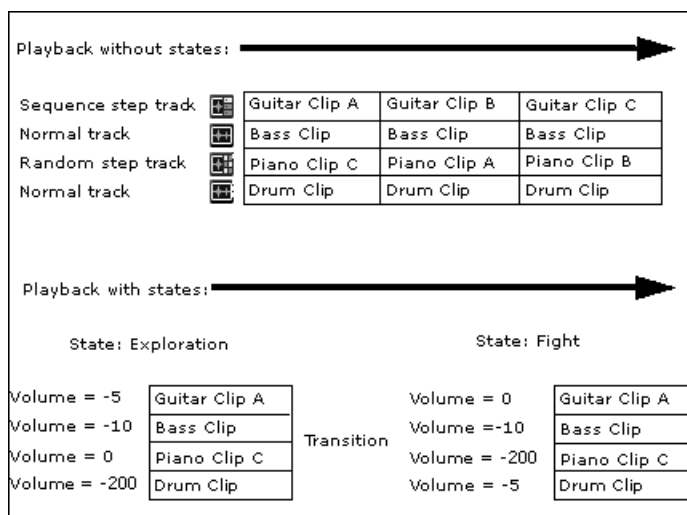 Playback without states:
Sequence step track Guitar Clip A Guitar Clip B Guitar Clip C
Normal track Bass Clip Bass Clip Bass Clip
Random step track Piano Clip C Piano Clip A Piano Clip B
Normal track Drum Clip Drum Clip Drum Clip
Playback with states:
State: Exploration State: Fight
Volume = -5 Guitar Clip A Volume = 0 Guitar Clip A
Volume = -10 Bass Clip Volume =-10 Bass Clip
Transition
Volume = 0 Piano Clip C Volume = -200 Piano Clip C
Volume = -200 Drum Clip Volume = -5 Drum Clip